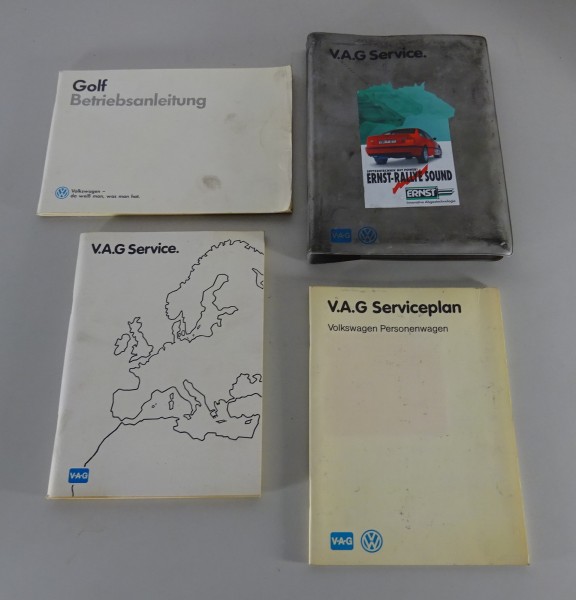 Golf
Betriebsanleitung
Volkswagen –
da weiß man, was man hat.
V.A.G Service.
ERNST-RALLYE SOUND
ERNST
V·A·G
V.A.G Service.
V·A·G
V.A.G Serviceplan
Volkswagen Personenwagen
V·A·G